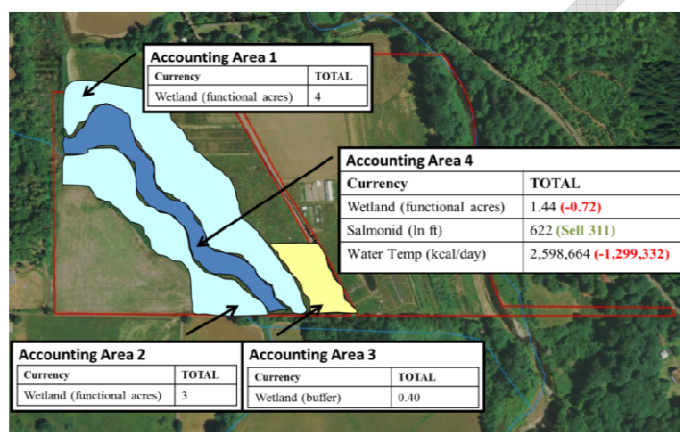 Accounting Area 1
Currency TOTAL
Wetland (functional acres) 4
Accounting Area 4
Currency TOTAL
Wetland (functional acres) 1.44 (-0.72)
Salmonid (ln ft) 622 (Sell 311)
Water Temp (kcal/day) 2,598,664 (-1,299,332)
Accounting Area 2
Currency TOTAL
Wetland (functional acres) 3
Accounting Area 3
Currency TOTAL
Wetland (buffer) 0.40